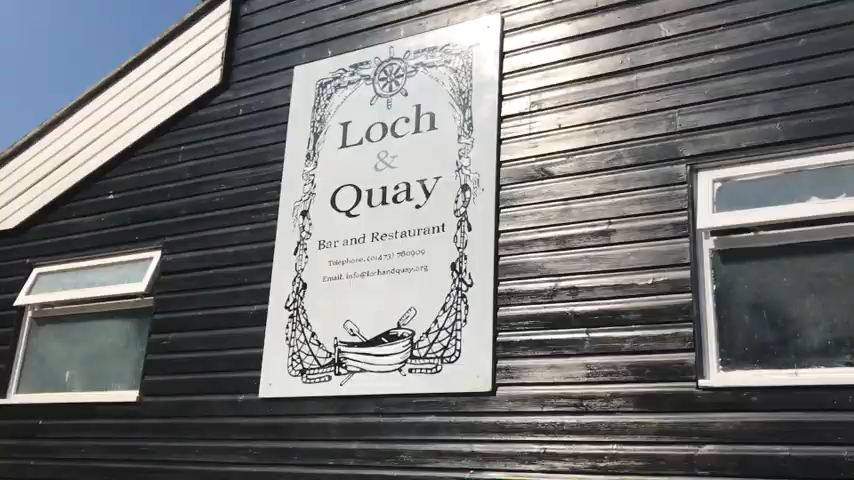 Loch
&
Quay
Bar and Restaurant
Telephone. (01473) 780909
Email. info@lochandquay.org